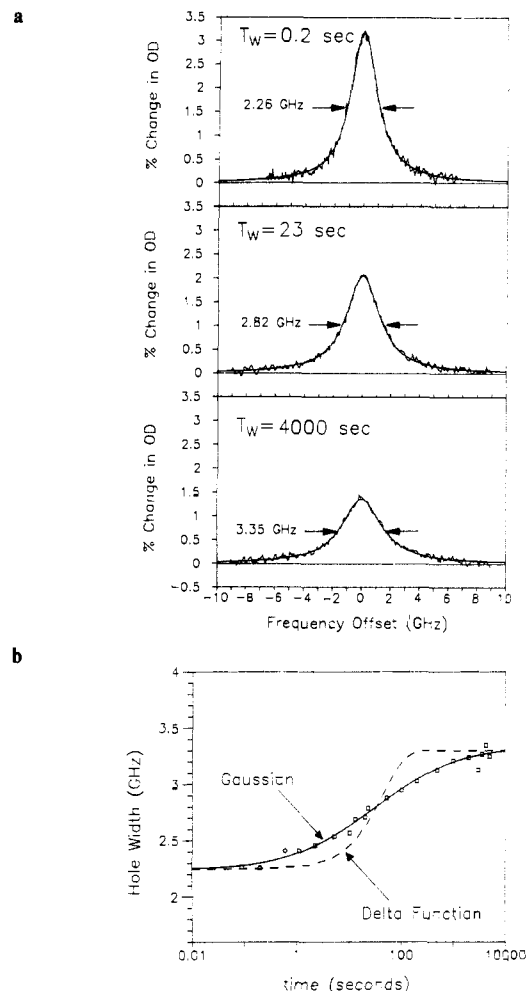 a
3.5
3
2.5
2
1.5
1
0.5
0
% Change in OD
T_W=0.2 sec
2.26 GHz
3.5
3
2.5
2
1.5
1
0.5
0
% Change in OD
T_W=23 sec
2.82 GHz
3.5
3
2.5
2
1.5
1
0.5
0
-0.5
% Change in OD
T_W=4000 sec
3.35 GHz
-10 -8 -6 -4 -2 0 2 4 6 8 10
Frequency Offset (GHz)
b
4
3.5
3
2.5
2
Hole Width (GHz)
Gaussian
Delta Function
0.01 1 100 10000
time (seconds)